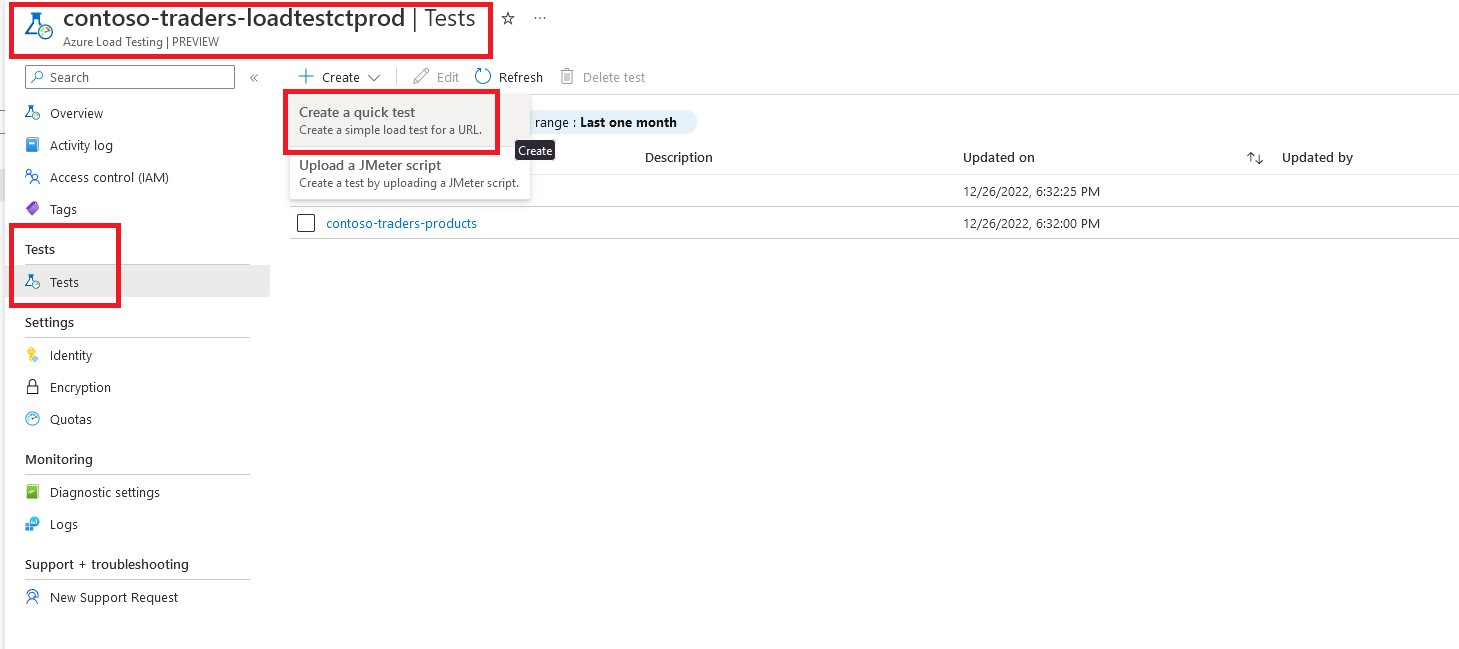 contoso-traders-loadtestctprod | Tests
Azure Load Testing | PREVIEW
Search
Overview
Activity log
Access control (IAM)
Tags
Tests
Tests
Settings
Identity
Encryption
Quotas
Monitoring
Diagnostic settings
Logs
Support + troubleshooting
New Support Request
Create
Edit
Refresh
Delete test
Create a quick test
Create a simple load test for a URL.
Upload a JMeter script
Create a test by uploading a JMeter script.
Create
range : Last one month
Description
Updated on
Updated by
12/26/2022, 6:32:25 PM
contoso-traders-products
12/26/2022, 6:32:00 PM